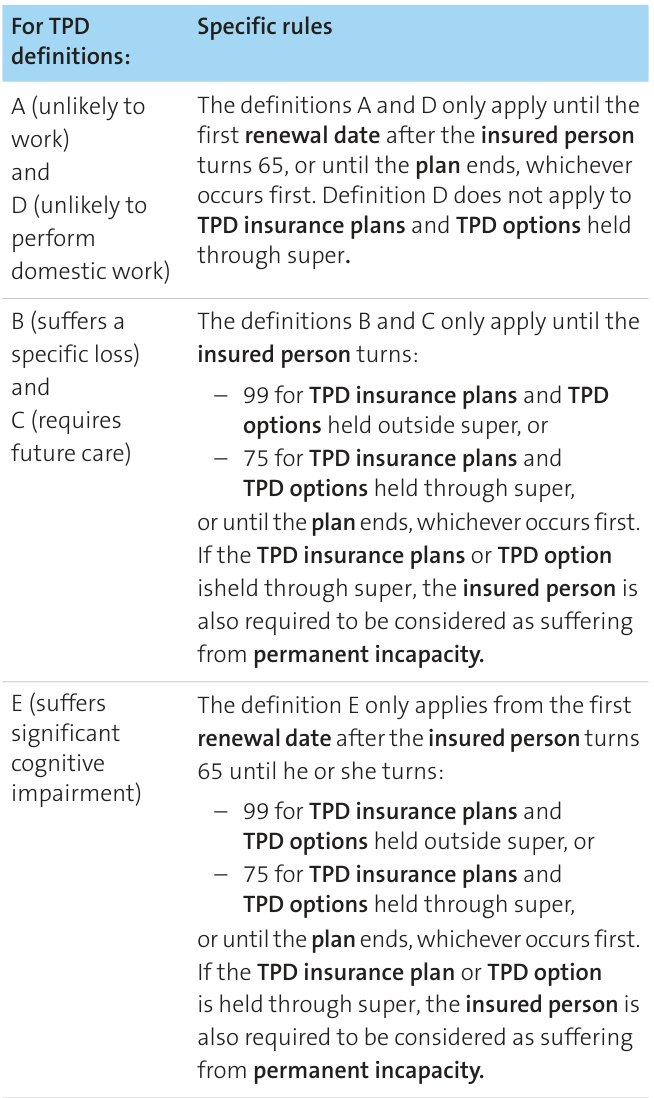 For TPD
definitions:
Specific rules
A (unlikely to
work)
and
D (unlikely to
perform
domestic work)
The definitions A and D only apply until the
first renewal date after the insured person
turns 65, or until the plan ends, whichever
occurs first. Definition D does not apply to
TPD insurance plans and TPD options held
through super.
B (suffers a
specific loss)
and
C (requires
future care)
The definitions B and C only apply until the
insured person turns:
– 99 for TPD insurance plans and TPD
options held outside super, or
– 75 for TPD insurance plans and
TPD options held through super,
or until the plan ends, whichever occurs first.
If the TPD insurance plans or TPD option
isheld through super, the insured person is
also required to be considered as suffering
from permanent incapacity.
E (suffers
significant
cognitive
impairment)
The definition E only applies from the first
renewal date after the insured person turns
65 until he or she turns:
– 99 for TPD insurance plans and
TPD options held outside super, or
– 75 for TPD insurance plans and
TPD options held through super,
or until the plan ends, whichever occurs first.
If the TPD insurance plan or TPD option
is held through super, the insured person is
also required to be considered as suffering
from permanent incapacity.